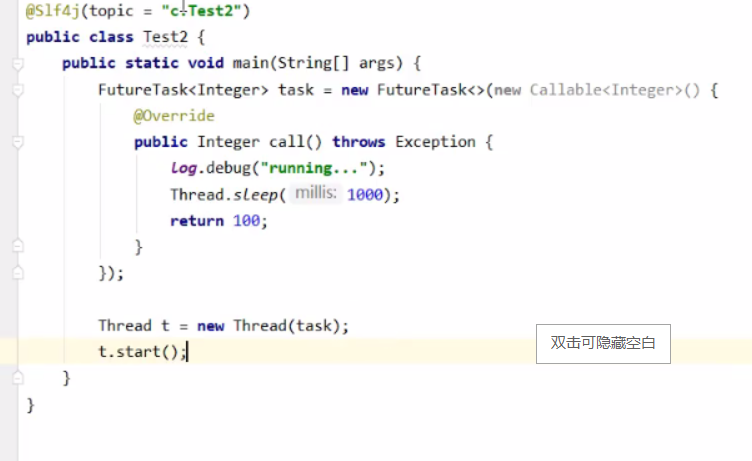 @Slf4j(topic = "c.Test2")
public class Test2 {
    public static void main(String[] args) {
        FutureTask<Integer> task = new FutureTask<>(new Callable<Integer>() {
            @Override
            public Integer call() throws Exception {
                log.debug("running...");
                Thread.sleep( millis: 1000);
                return 100;
            }
        });

        Thread t = new Thread(task);
        t.start();
双击可隐藏空白
    }
}